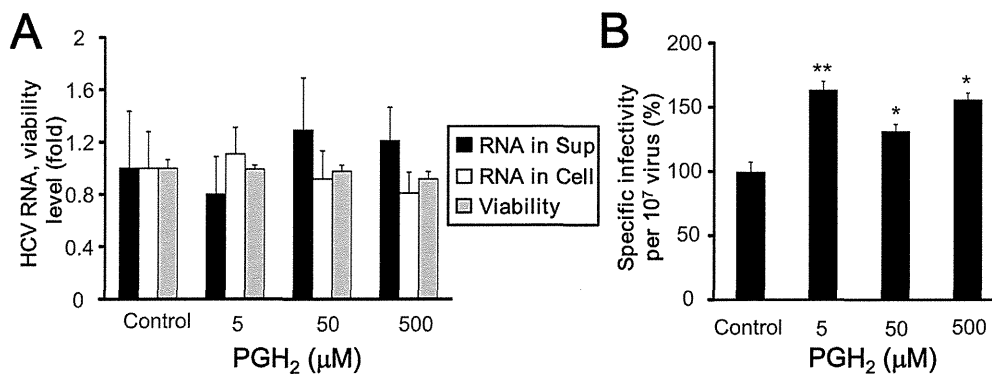 A
HCV RNA, viability
level (fold)
2
1.6
1.2
0.8
0.4
0
Control
5
50
500
PGH₂ (μM)
RNA in Sup
RNA in Cell
Viability
B
Specific infectivity
per 10⁷ virus (%)
200
150
100
50
0
**
*
*
Control
5
50
500
PGH₂ (μM)